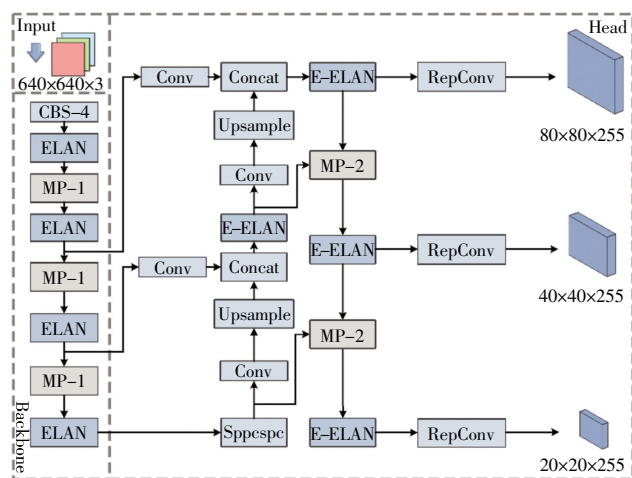 Input
640×640×3
Backbone
CBS-4
ELAN
MP-1
ELAN
MP-1
ELAN
MP-1
ELAN
Head
Conv
Concat
E-ELAN
RepConv
80×80×255
Upsample
Conv
MP-2
E-ELAN
Conv
Concat
E-ELAN
RepConv
40×40×255
Upsample
MP-2
Conv
Sppcspc
E-ELAN
RepConv
20×20×255